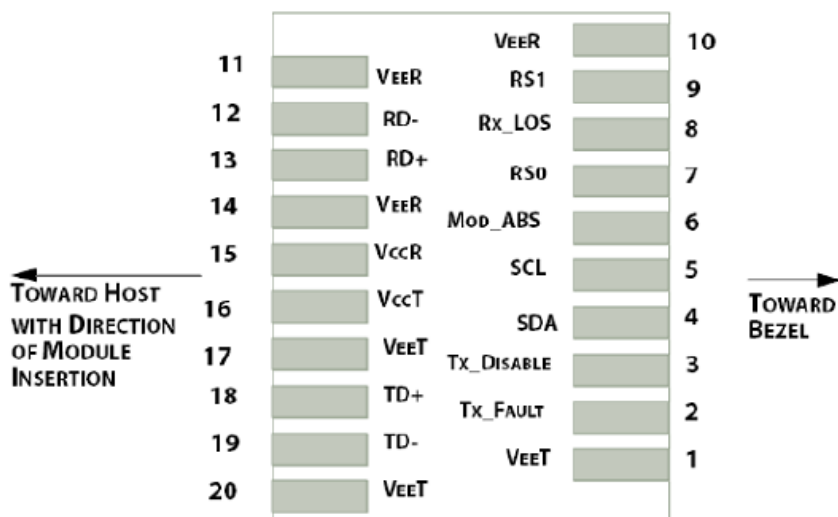 11 VEER
12 RD-
13 RD+
14 VEER
15 VCCR
16 VCCT
17 VEET
18 TD+
19 TD-
20 VEET
TOWARD HOST
WITH DIRECTION
OF MODULE
INSERTION
VEER 10
RS1 9
RX_LOS 8
RS0 7
MOD_ABS 6
SCL 5
SDA 4
TX_DISABLE 3
TX_FAULT 2
VEET 1
TOWARD
BEZEL